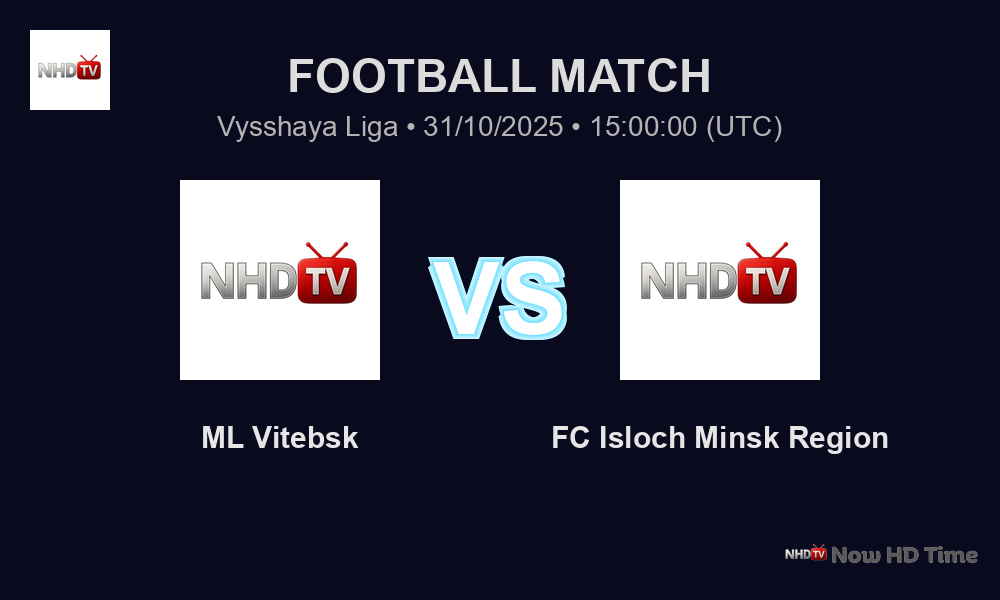 NHD TV
FOOTBALL MATCH
Vysshaya Liga • 31/10/2025 • 15:00:00 (UTC)
NHD TV
VS
NHD TV
ML Vitebsk
FC Isloch Minsk Region
NHD TV Now HD Time